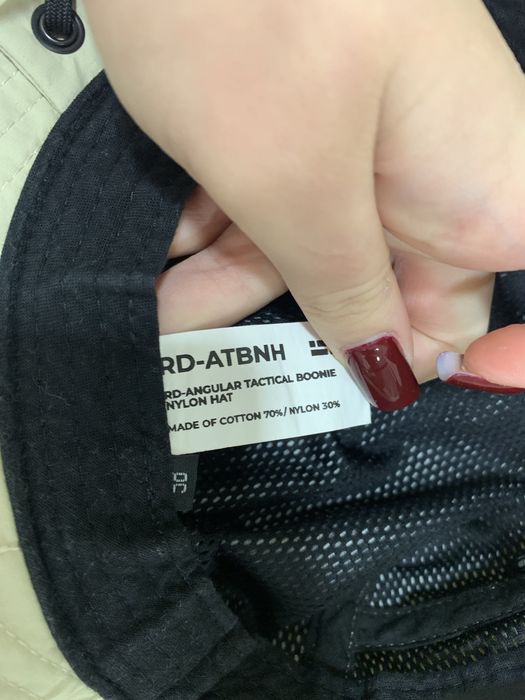 RD-ATBNH
RD-ANGULAR TACTICAL BOONIE
NYLON HAT
MADE OF COTTON 70%/ NYLON 30%